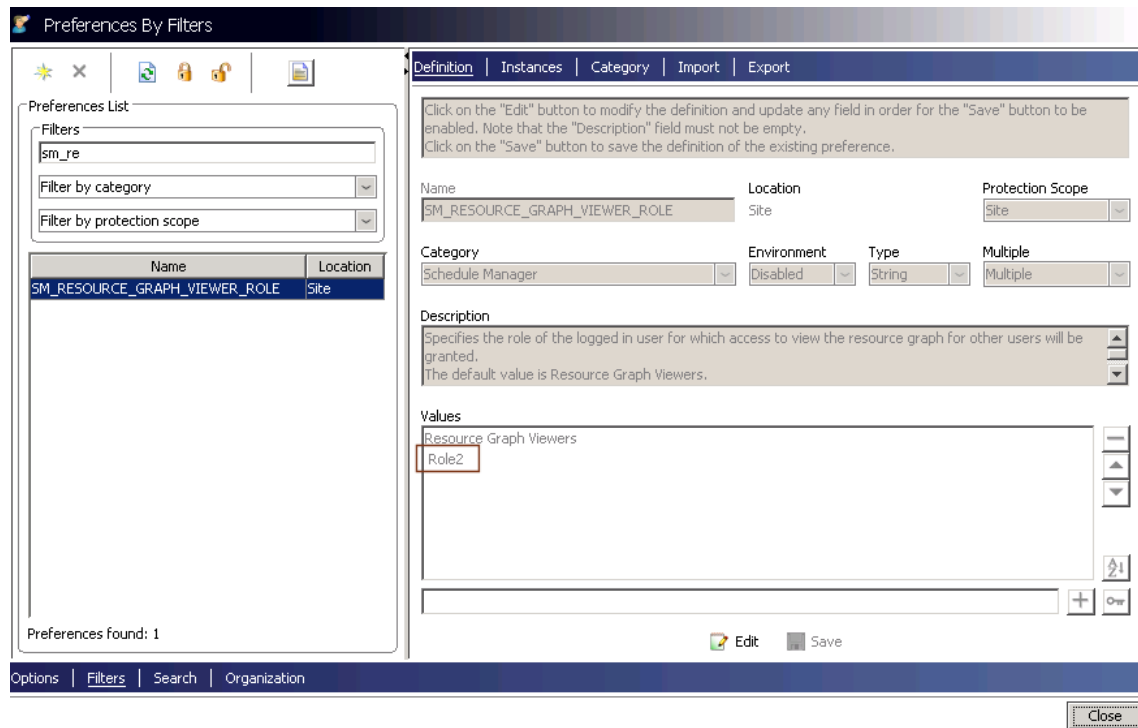 Preferences By Filters
Preferences List
Filters
sm_re
Filter by category
Filter by protection scope
Name Location
SM_RESOURCE_GRAPH_VIEWER_ROLE Site
Preferences found: 1
Definition | Instances | Category | Import | Export
Click on the "Edit" button to modify the definition and update any field in order for the "Save" button to be
enabled. Note that the "Description" field must not be empty.
Click on the "Save" button to save the definition of the existing preference.
Name Location Protection Scope
SM_RESOURCE_GRAPH_VIEWER_ROLE Site Site
Category Environment Type Multiple
Schedule Manager Disabled String Multiple
Description
Specifies the role of the logged in user for which access to view the resource graph for other users will be
granted.
The default value is Resource Graph Viewers.
Values
Resource Graph Viewers
Role2
Edit Save
Options | Filters | Search | Organization
Close